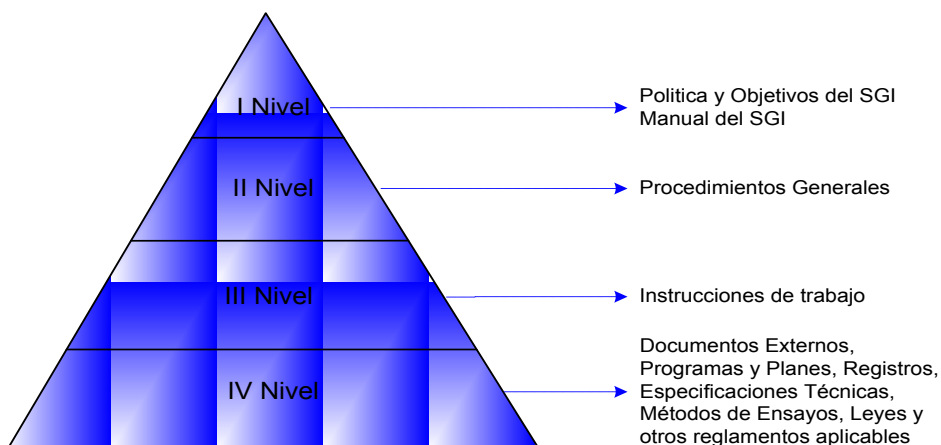 I Nivel
Politica y Objetivos del SGI
Manual del SGI
II Nivel
Procedimientos Generales
III Nivel
Instrucciones de trabajo
IV Nivel
Documentos Externos,
Programas y Planes, Registros,
Especificaciones Técnicas,
Métodos de Ensayos, Leyes y
otros reglamentos aplicables